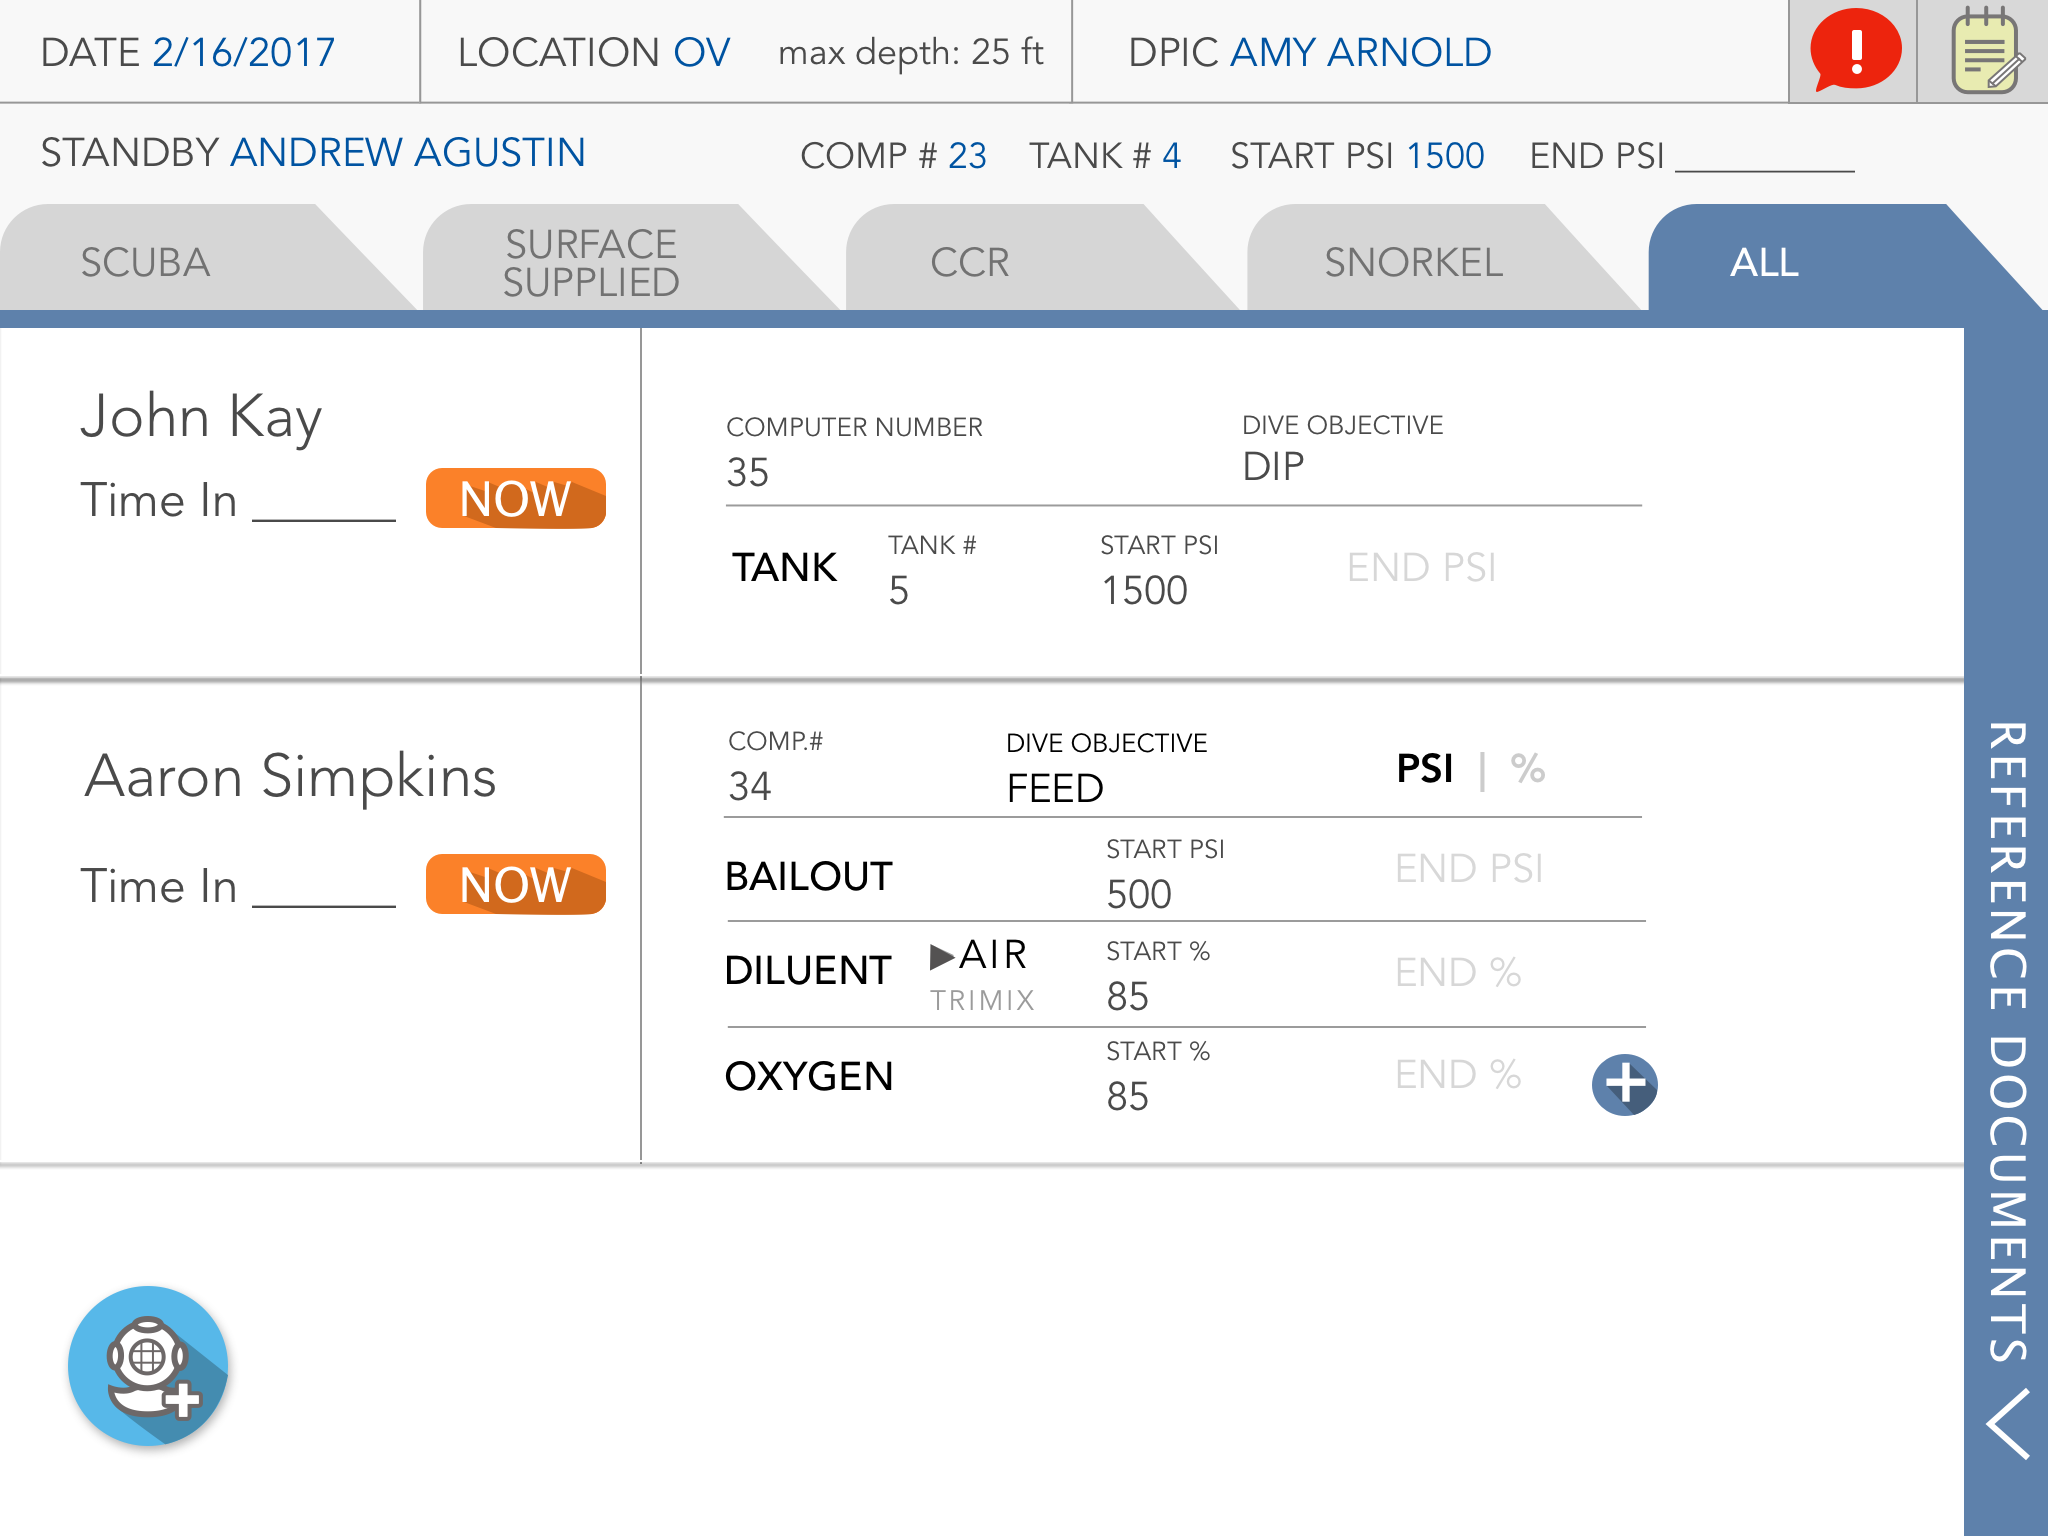 DATE 2/16/2017 LOCATION OV max depth: 25 ft DPIC AMY ARNOLD
STANDBY ANDREW AGUSTIN COMP # 23 TANK # 4 START PSI 1500 END PSI
SCUBA
SURFACE
SUPPLIED
CCR
SNORKEL
ALL
John Kay
Time In NOW
COMPUTER NUMBER DIVE OBJECTIVE
35 DIP
TANK # START PSI
TANK END PSI
5 1500
Aaron Simpkins
Time In NOW
COMP.# DIVE OBJECTIVE
PSI | %
34 FEED
START PSI
BAILOUT END PSI
500
▶AIR START %
DILUENT END %
TRIMIX 85
START %
OXYGEN END %
85
REFERENCE DOCUMENTS